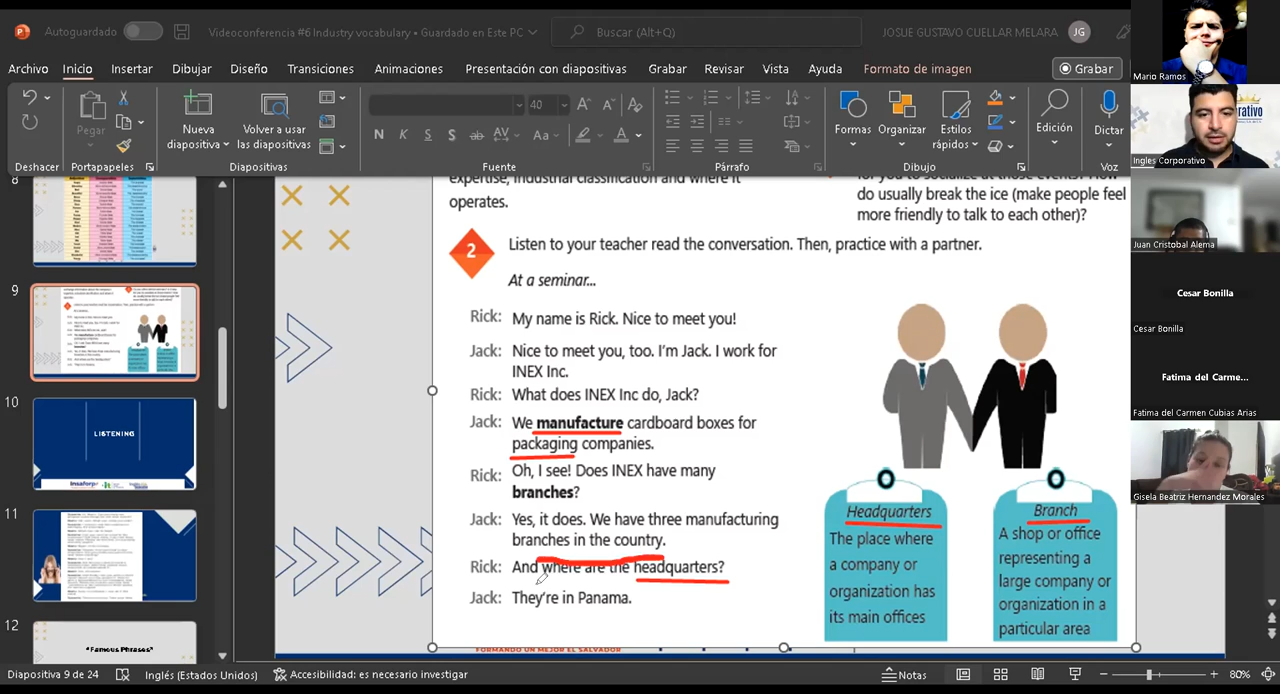 Autoguardado
Videoconferencia #6 Industry vocabulary • Guardado en Este PC
Buscar (Alt+Q)
JOSUE GUSTAVO CUELLAR MELARA
JG
Archivo Inicio Insertar Dibujar Diseño Transiciones Animaciones Presentación con diapositivas Grabar Revisar Vista Ayuda Formato de imagen
Grabar
40
Pegar
Nueva diapositiva
Volver a usar las diapositivas
Formas
Organizar
Estilos rápidos
Edición
Dictar
Deshacer
Portapapeles
Diapositivas
Fuente
Párrafo
Dibujo
Voz
8
9
10
LISTENING
11
12
"Famous Phrases"
expertise, industrial classification and where it
operates.
do usually break the ice (make people feel
more friendly to talk to each other)?
2
Listen to your teacher read the conversation. Then, practice with a partner.
At a seminar...
Rick: My name is Rick. Nice to meet you!
Jack: Nice to meet you, too. I'm Jack. I work for
INEX Inc.
Rick: What does INEX Inc do, Jack?
Jack: We manufacture cardboard boxes for
packaging companies.
Rick: Oh, I see! Does INEX have many
branches?
Jack: Yes, it does. We have three manufacturing
branches in the country.
Rick: And where are the headquarters?
Jack: They're in Panama.
Headquarters
The place where
a company or
organization has
its main offices
Branch
A shop or office
representing a
large company or
organization in a
particular area
FORMANDO UN MEJOR EL SALVADOR
Mario Ramos
Ingles Corporativo
Juan Cristobal Alema
Cesar Bonilla
Cesar Bonilla
Fatima del Carme...
Fatima del Carmen Cubias Arias
Gisela Beatriz Hernandez Morales
Diapositiva 9 de 24
Inglés (Estados Unidos)
Accesibilidad: es necesario investigar
Notas
80%